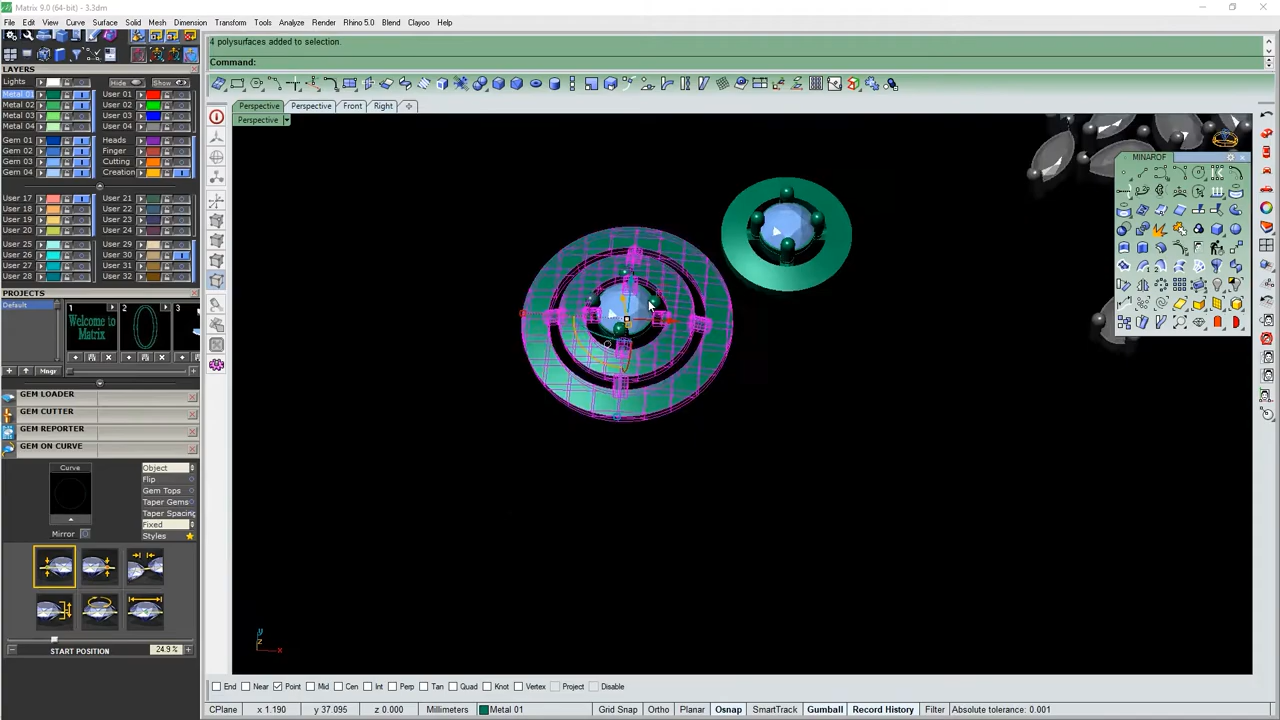 Matrix 9.0 (64-bit) - 3.3dm
File Edit View Curve Surface Solid Mesh Dimension Transform Tools Analyze Render Rhino 5.0 Blend Clayoo Help
4 polysurfaces added to selection.
Command:
LAYERS
Lights Hide Show
Metal 01 User 01
Metal 02 User 02
Metal 03 User 03
Metal 04 User 04
Gem 01 Heads
Gem 02 Finger
Gem 03 Cutting
Gem 04 Creation
User 17 User 21
User 18 User 22
User 19 User 23
User 20 User 24
User 25 User 29
User 26 User 30
User 27 User 31
User 28 User 32
PROJECTS
Default
1 2 3
Welcome to
Matrix
Mngr
GEM LOADER
GEM CUTTER
GEM REPORTER
GEM ON CURVE
Curve Object
Flip
Gem Tops
Taper Gems
Taper Spacing
Fixed
Mirror Styles
START POSITION 24.9 %
Perspective Perspective Front Right
Perspective
MINAROF
z y x
End Near Point Mid Cen Int Perp Tan Quad Knot Vertex Project Disable
CPlane x 1.190 y 37.095 z 0.000 Millimeters Metal 01 Grid Snap Ortho Planar Osnap SmartTrack Gumball Record History Filter Absolute tolerance: 0.001